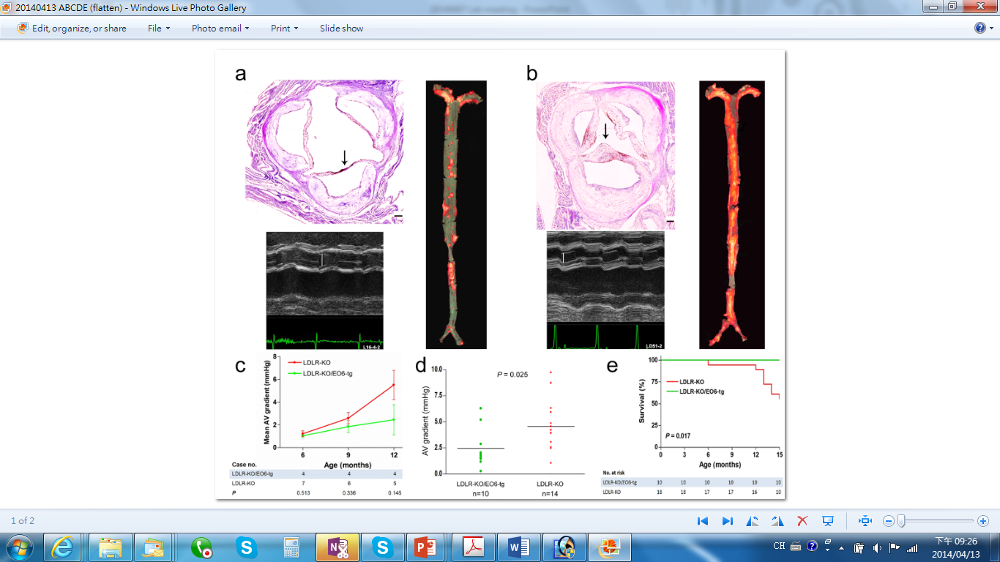 20140413 ABCDE (flatten) - Windows Live Photo Gallery
Edit, organize, or share File Photo email Print Slide show
a
b
L16-4-2
LD51-2
c
8
6
4
2
0
Mean AV gradient (mmHg)
LDLR-KO
LDLR-KO/EO6-tg
6 9 12
Age (months)
Case no.
LDLR-KO/EO6-tg 4 4 4
LDLR-KO 7 6 5
P 0.513 0.336 0.145
d
10.0
7.5
5.0
2.5
0.0
AV gradient (mmHg)
P = 0.025
LDLR-KO/EO6-tg LDLR-KO
n=10 n=14
e
100
75
50
25
0
Survival (%)
LDLR-KO
LDLR-KO/EO6-tg
P = 0.017
0 3 6 9 12 15
Age (months)
No. at risk
LDLR-KO/EO6-tg 10 10 10 10 10 10
LDLR-KO 18 18 17 17 16 10
1 of 2
CH
下午 09:26
2014/04/13